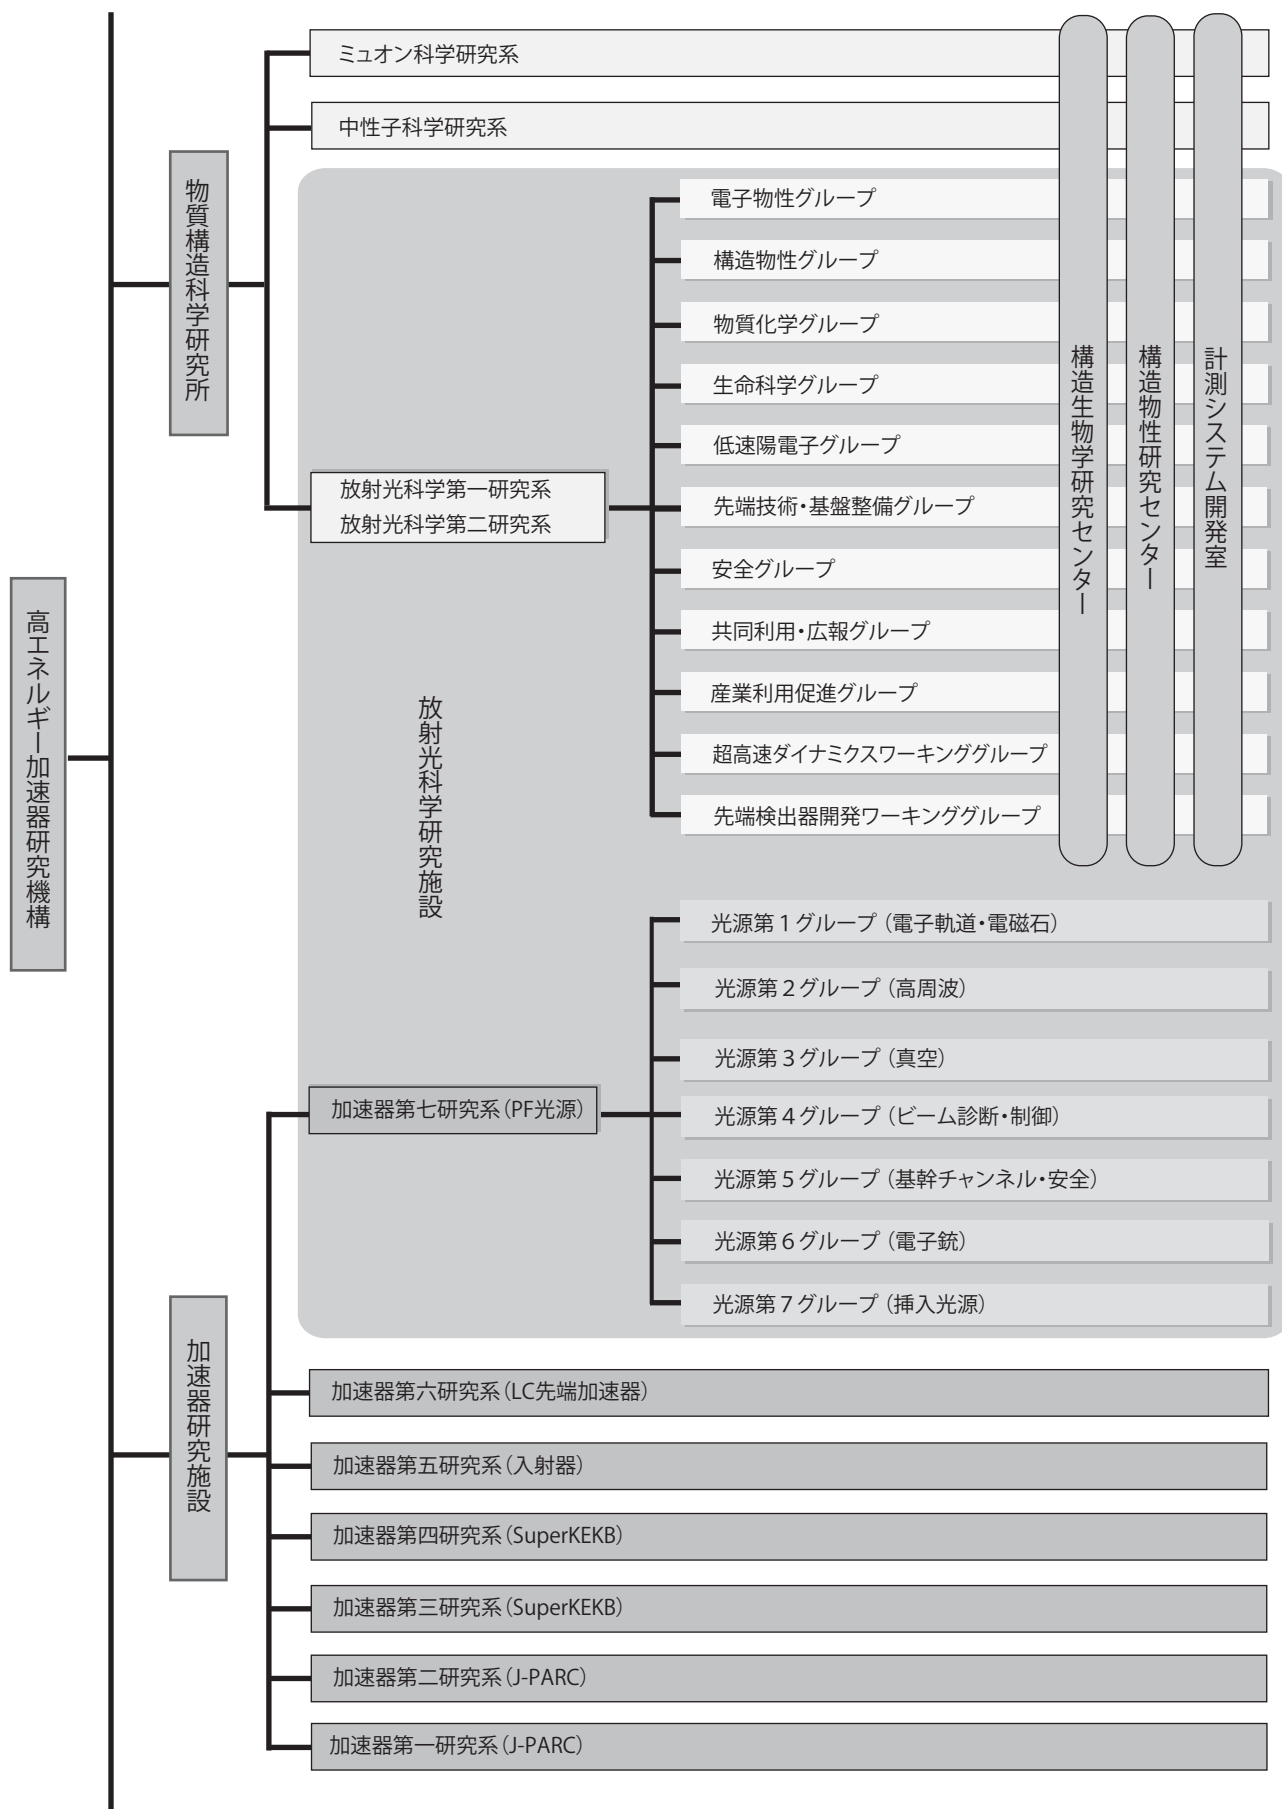 高エネルギー加速器研究機構
物質構造科学研究所
ミュオン科学研究系
中性子科学研究系
放射光科学第一研究系
放射光科学第二研究系
電子物性グループ
構造物性グループ
物質化学グループ
生命科学グループ
低速陽電子グループ
先端技術・基盤整備グループ
安全グループ
共同利用・広報グループ
産業利用促進グループ
超高速ダイナミクスワーキンググループ
先端検出器開発ワーキンググループ
構造生物学研究センター
構造物性研究センター
計測システム開発室
放射光科学研究施設
加速器研究施設
加速器第七研究系（PF光源）
光源第１グループ（電子軌道・電磁石）
光源第２グループ（高周波）
光源第３グループ（真空）
光源第４グループ（ビーム診断・制御）
光源第５グループ（基幹チャンネル・安全）
光源第６グループ（電子銃）
光源第７グループ（挿入光源）
加速器第六研究系（LC先端加速器）
加速器第五研究系（入射器）
加速器第四研究系（SuperKEKB）
加速器第三研究系（SuperKEKB）
加速器第二研究系（J-PARC）
加速器第一研究系（J-PARC）